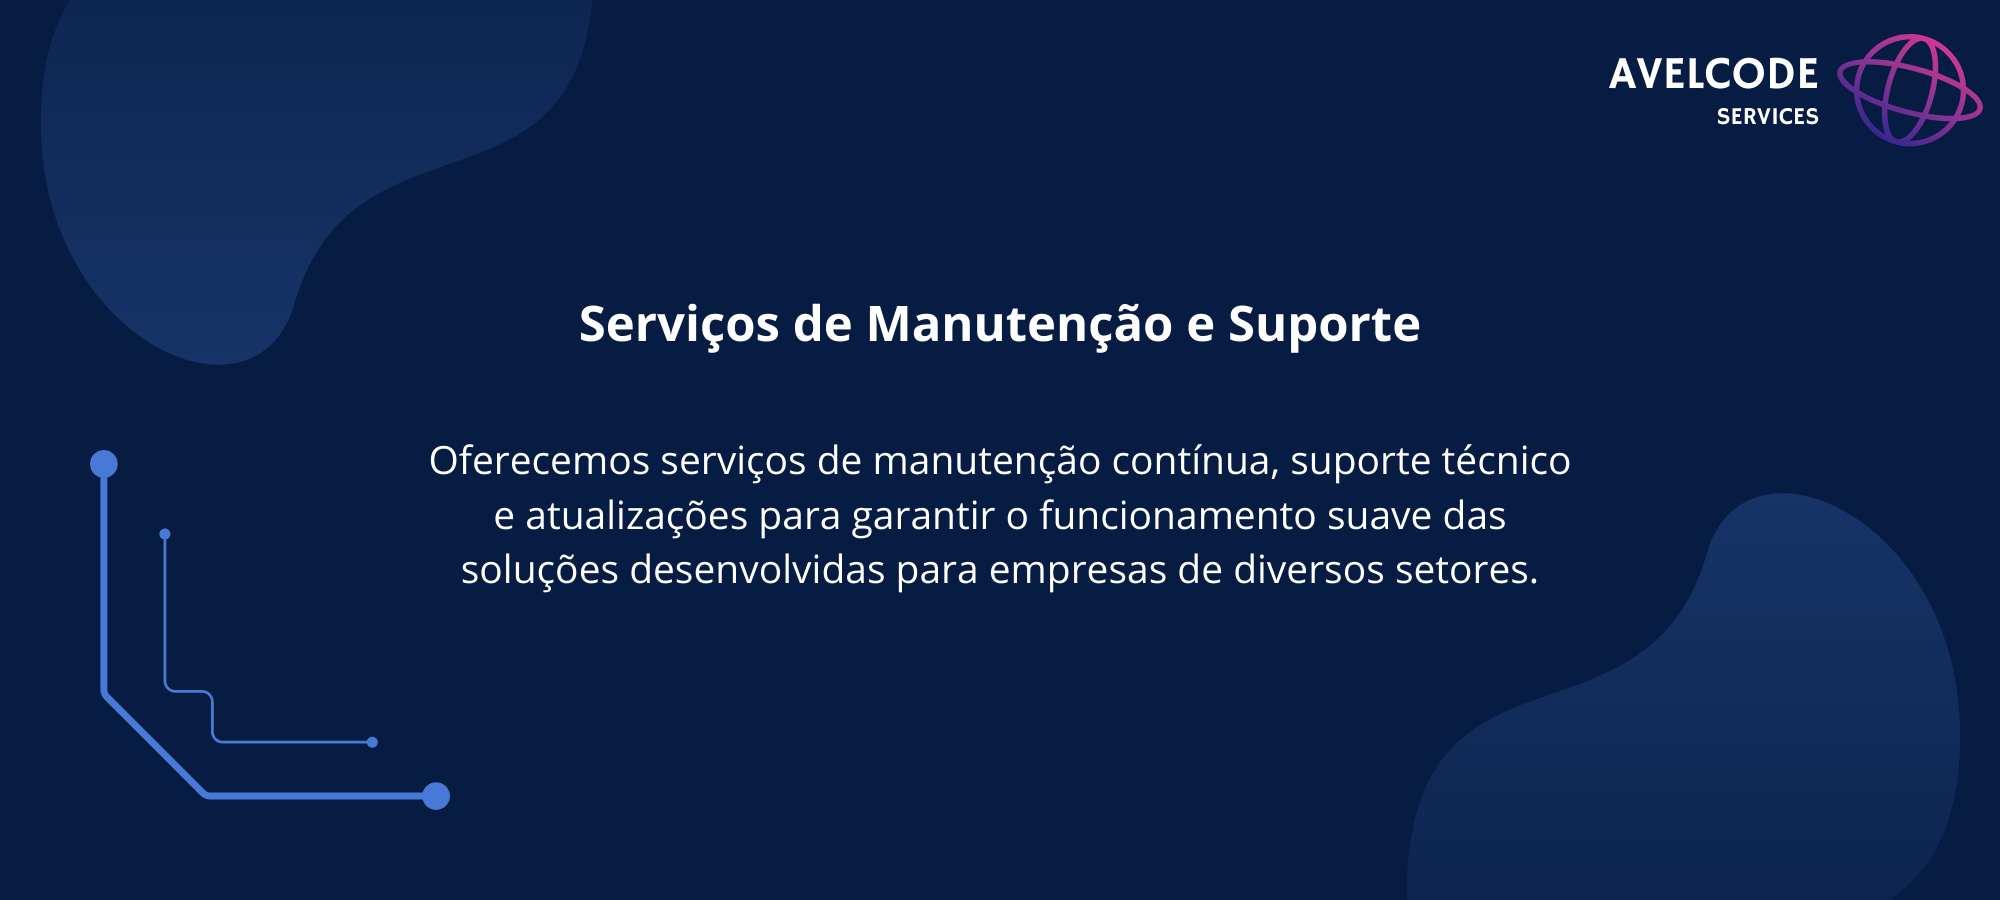 AVELCODE
SERVICES
Serviços de Manutenção e Suporte
Oferecemos serviços de manutenção contínua, suporte técnico
e atualizações para garantir o funcionamento suave das
soluções desenvolvidas para empresas de diversos setores.